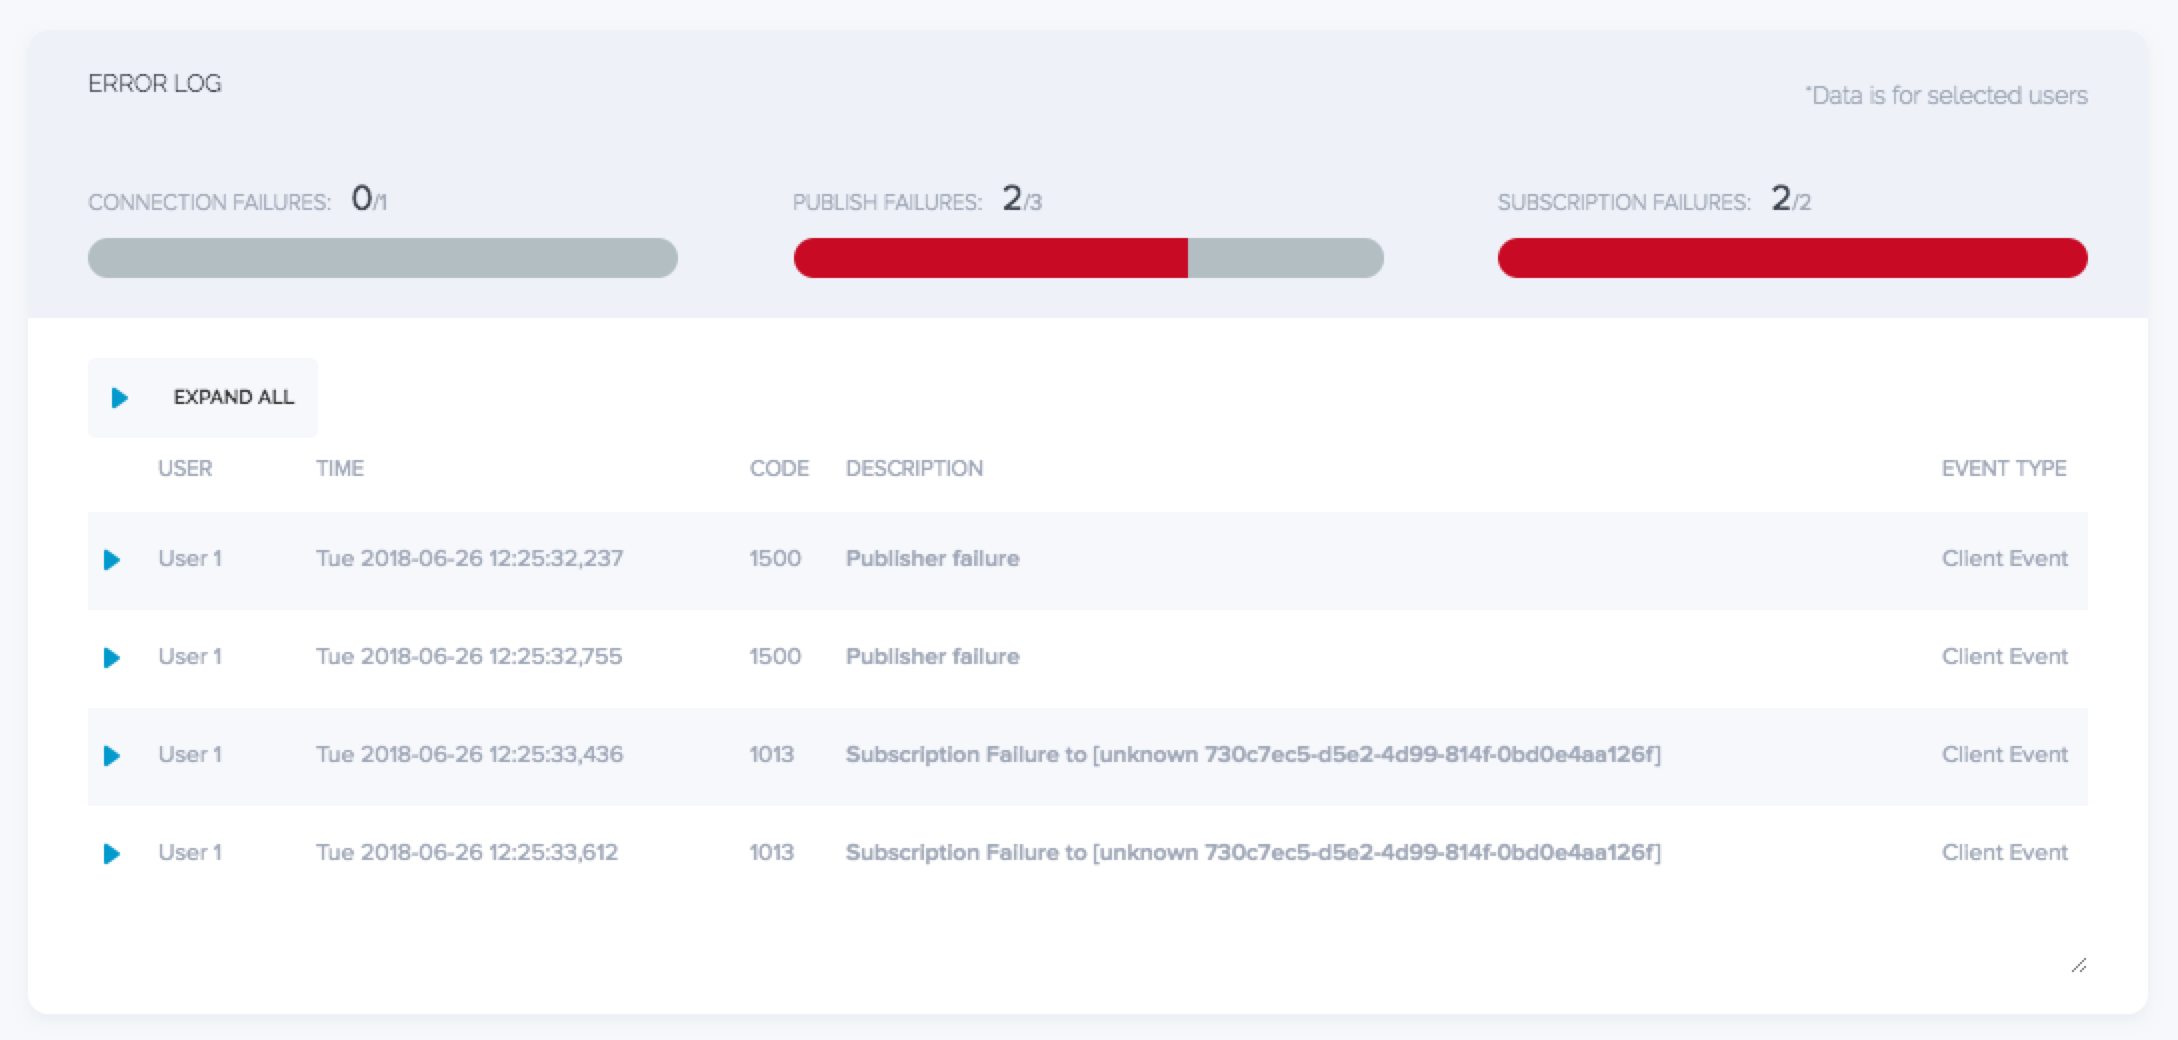 ERROR LOG
*Data is for selected users
CONNECTION FAILURES: 0/1
PUBLISH FAILURES: 2/3
SUBSCRIPTION FAILURES: 2/2
EXPAND ALL
USER TIME CODE DESCRIPTION EVENT TYPE
User 1 Tue 2018-06-26 12:25:32,237 1500 Publisher failure Client Event
User 1 Tue 2018-06-26 12:25:32,755 1500 Publisher failure Client Event
User 1 Tue 2018-06-26 12:25:33,436 1013 Subscription Failure to [unknown 730c7ec5-d5e2-4d99-814f-0bd0e4aa126f] Client Event
User 1 Tue 2018-06-26 12:25:33,612 1013 Subscription Failure to [unknown 730c7ec5-d5e2-4d99-814f-0bd0e4aa126f] Client Event